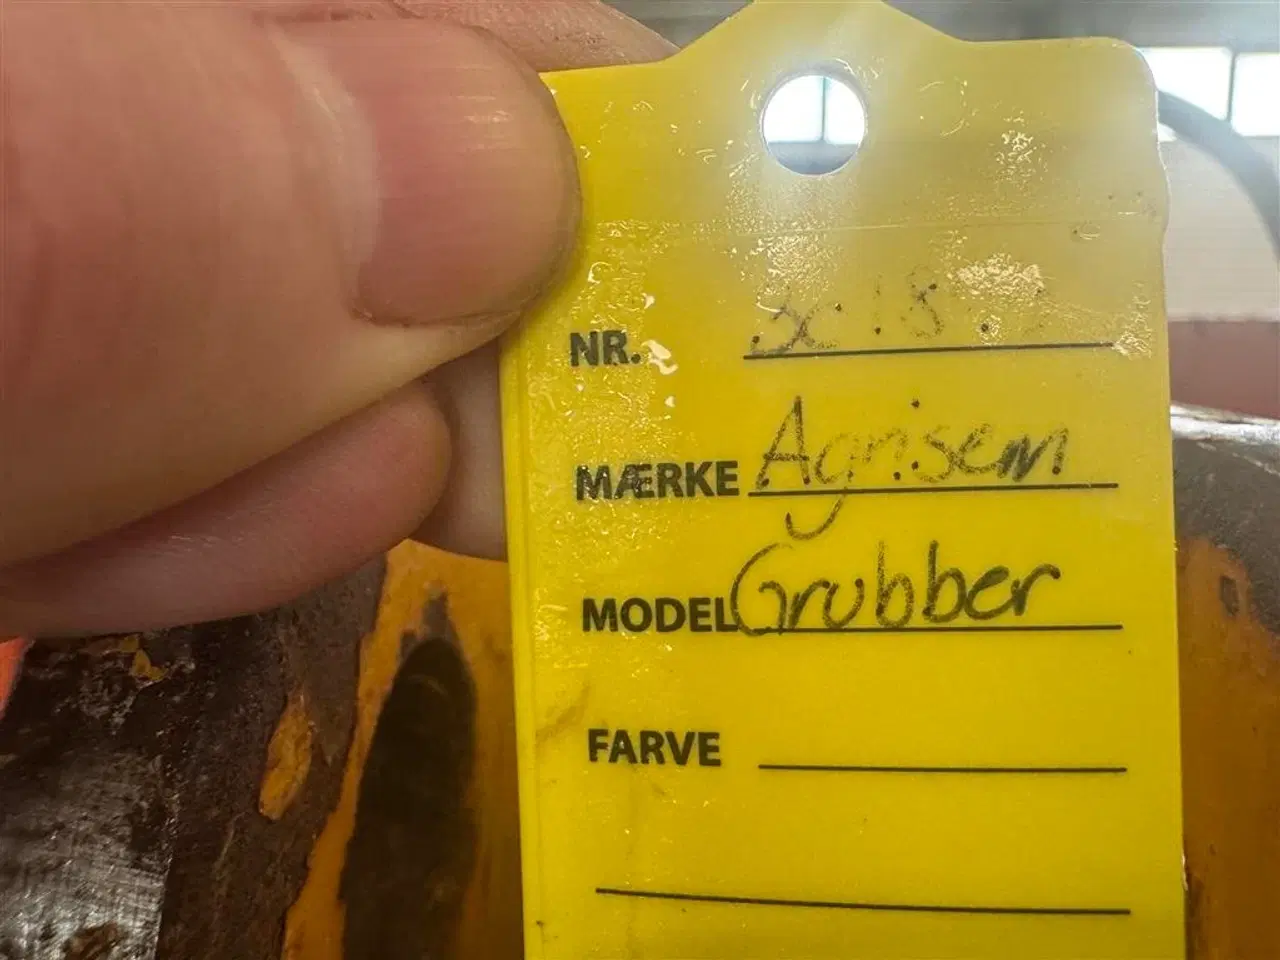 NR.
MÆRKE Agrisem
MODEL Grubber
FARVE